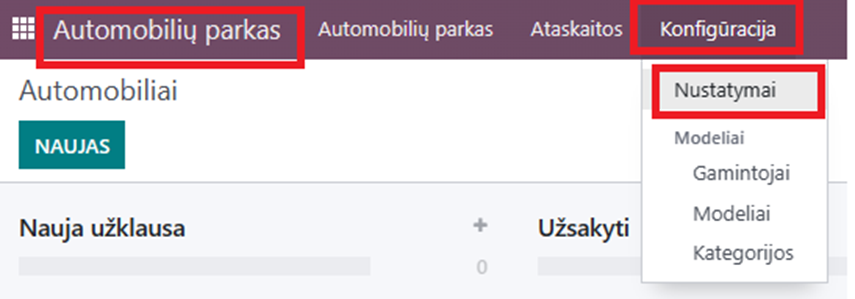 Automobilių parkas Automobilių parkas Ataskaitos Konfigūracija
Automobiliai
Nustatymai
NAUJAS
Modeliai
Gamintojai
Modeliai
Kategorijos
Nauja užklausa + Užsakyti
0